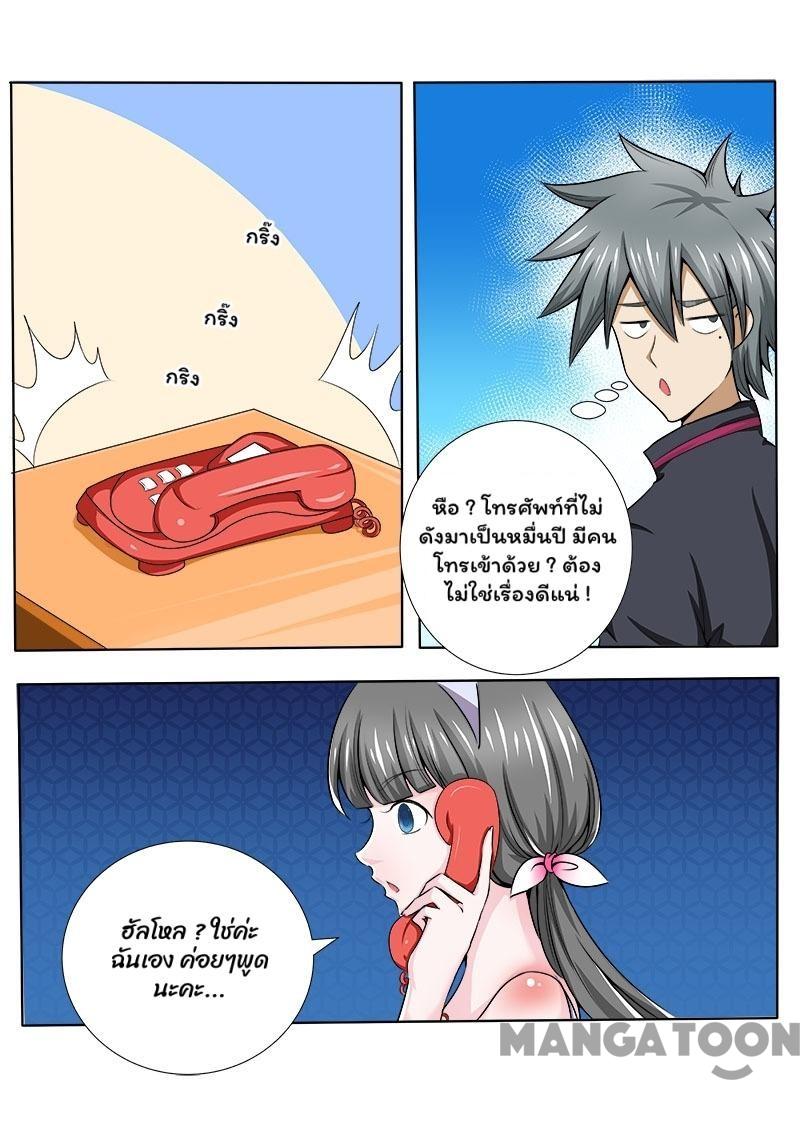 กริ๊ง
กริ๊ง
กริง
หือ ? โทรศัพท์ที่ไม่
ดังมาเป็นหมื่นปี มีคน
โทรเข้าด้วย ? ต้อง
ไม่ใช่เรื่องดีแน่ !
ฮัลโหล ? ใช่ค่ะ
ฉันเอง ค่อยๆพูด
นะคะ...
MANGATOON